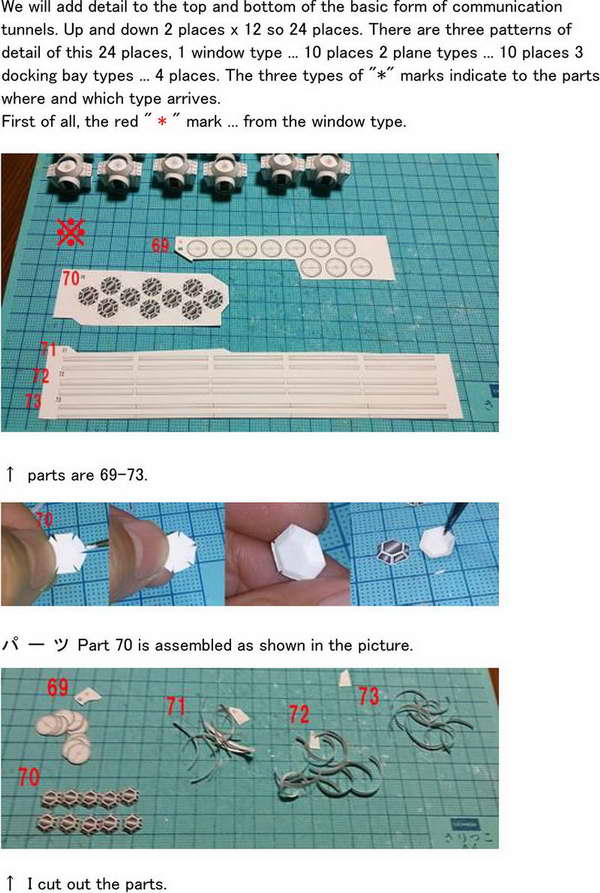 We will add detail to the top and bottom of the basic form of communication
tunnels. Up and down 2 places x 12 so 24 places. There are three patterns of
detail of this 24 places, 1 window type ... 10 places 2 plane types ... 10 places 3
docking bay types ... 4 places. The three types of "*" marks indicate to the parts
where and which type arrives.
First of all, the red " * " mark ... from the window type.
※
69
70
71
72
73
↑ parts are 69-73.
70
パ ー ツ Part 70 is assembled as shown in the picture.
69
71
72
73
70
↑ I cut out the parts.